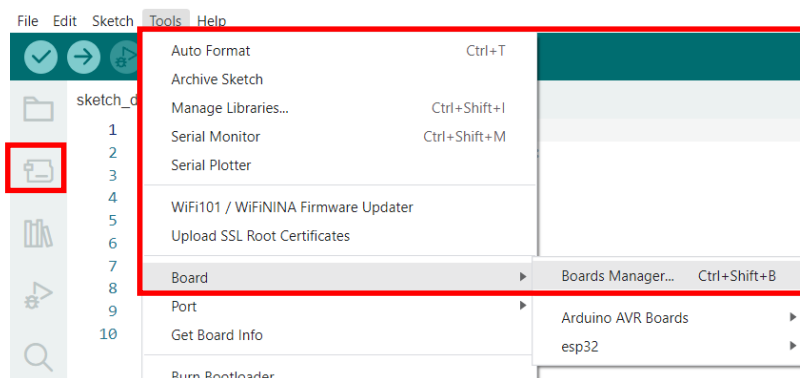 File Edit Sketch Tools Help
Auto Format Ctrl+T
Archive Sketch
sketch_d
Manage Libraries... Ctrl+Shift+I
1
Serial Monitor Ctrl+Shift+M
2
Serial Plotter
3
4
WiFi101 / WiFiNINA Firmware Updater
5
Upload SSL Root Certificates
6
7
Board Boards Manager... Ctrl+Shift+B
8
Port
9
Arduino AVR Boards
10
Get Board Info
esp32
Burn Bootloader